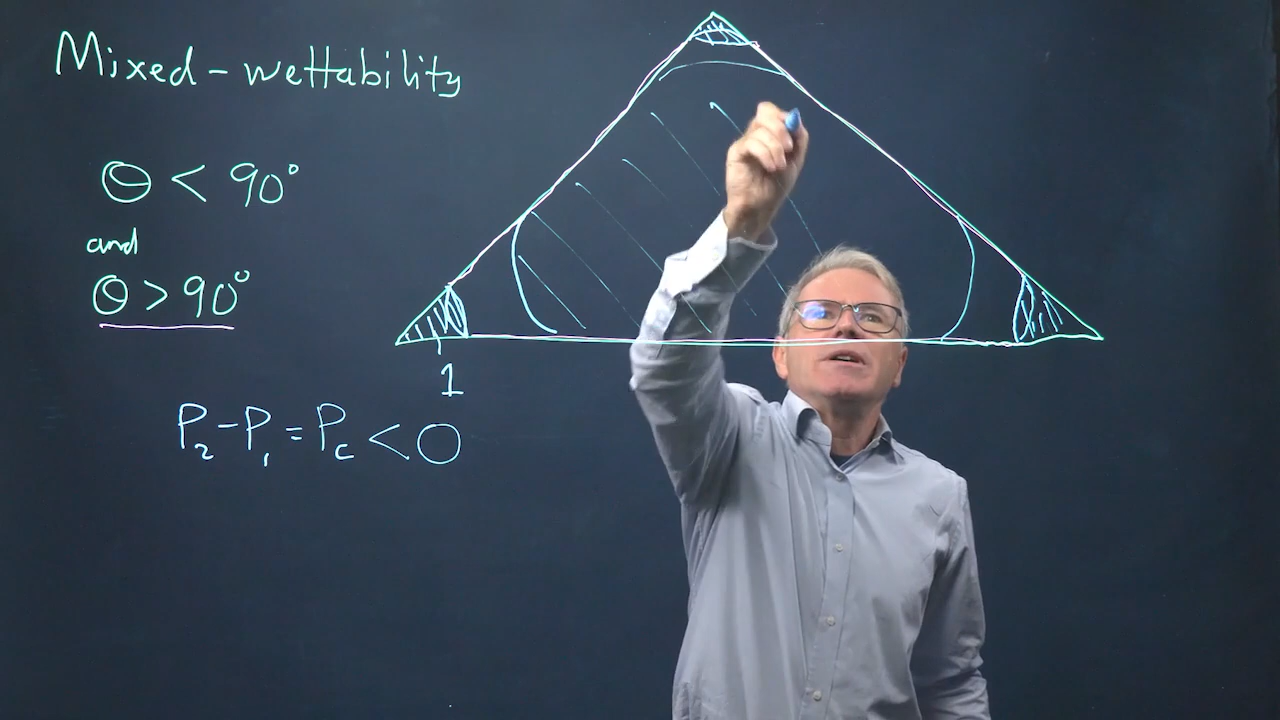 Mixed-wettability
θ < 90°
and
θ > 90°
1
P₂-P₁=Pc<0